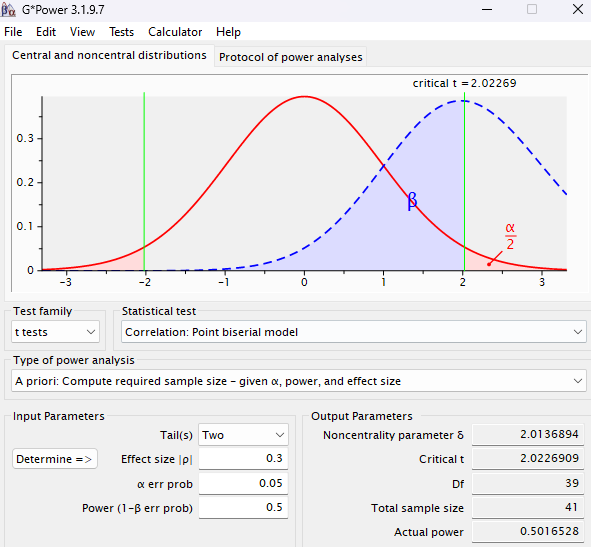 G*Power 3.1.9.7
File Edit View Tests Calculator Help
Central and noncentral distributions Protocol of power analyses
critical t = 2.02269
0.3
0.2
0.1
0
β
α
2
-3 -2 -1 0 1 2 3
Test family Statistical test
t tests Correlation: Point biserial model
Type of power analysis
A priori: Compute required sample size - given α, power, and effect size
Input Parameters Output Parameters
Tail(s) Two Noncentrality parameter δ 2.0136894
Determine => Effect size |ρ| 0.3 Critical t 2.0226909
α err prob 0.05 Df 39
Power (1-β err prob) 0.5 Total sample size 41
Actual power 0.5016528